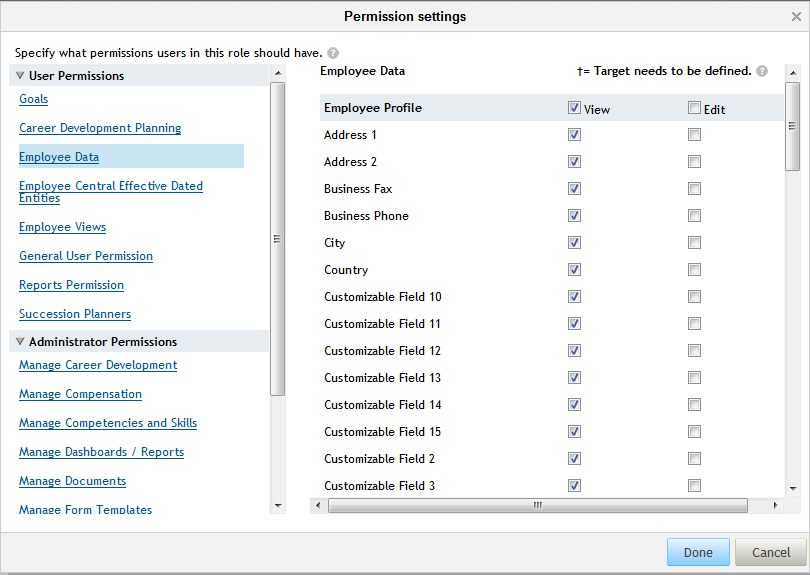 Permission settings
Specify what permissions users in this role should have.
User Permissions
Goals
Career Development Planning
Employee Data
Employee Central Effective Dated
Entities
Employee Views
General User Permission
Reports Permission
Succession Planners
Administrator Permissions
Manage Career Development
Manage Compensation
Manage Competencies and Skills
Manage Dashboards / Reports
Manage Documents
Manage Form Templates
Employee Data †= Target needs to be defined.
Employee Profile View Edit
Address 1
Address 2
Business Fax
Business Phone
City
Country
Customizable Field 10
Customizable Field 11
Customizable Field 12
Customizable Field 13
Customizable Field 14
Customizable Field 15
Customizable Field 2
Customizable Field 3
Done Cancel